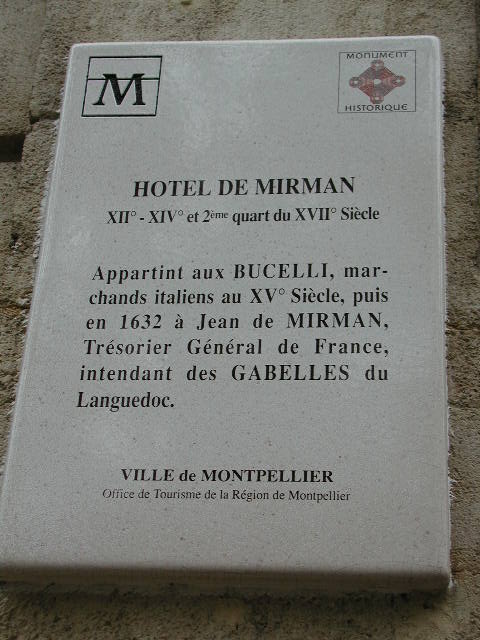 M
MONUMENT
HISTORIQUE
HOTEL DE MIRMAN
XII° - XIV° et 2ème quart du XVII° Siècle
Appartint aux BUCELLI, mar-
chands italiens au XV° Siècle, puis
en 1632 à Jean de MIRMAN,
Trésorier Général de France,
intendant des GABELLES du
Languedoc.
VILLE de MONTPELLIER
Office de Tourisme de la Région de Montpellier